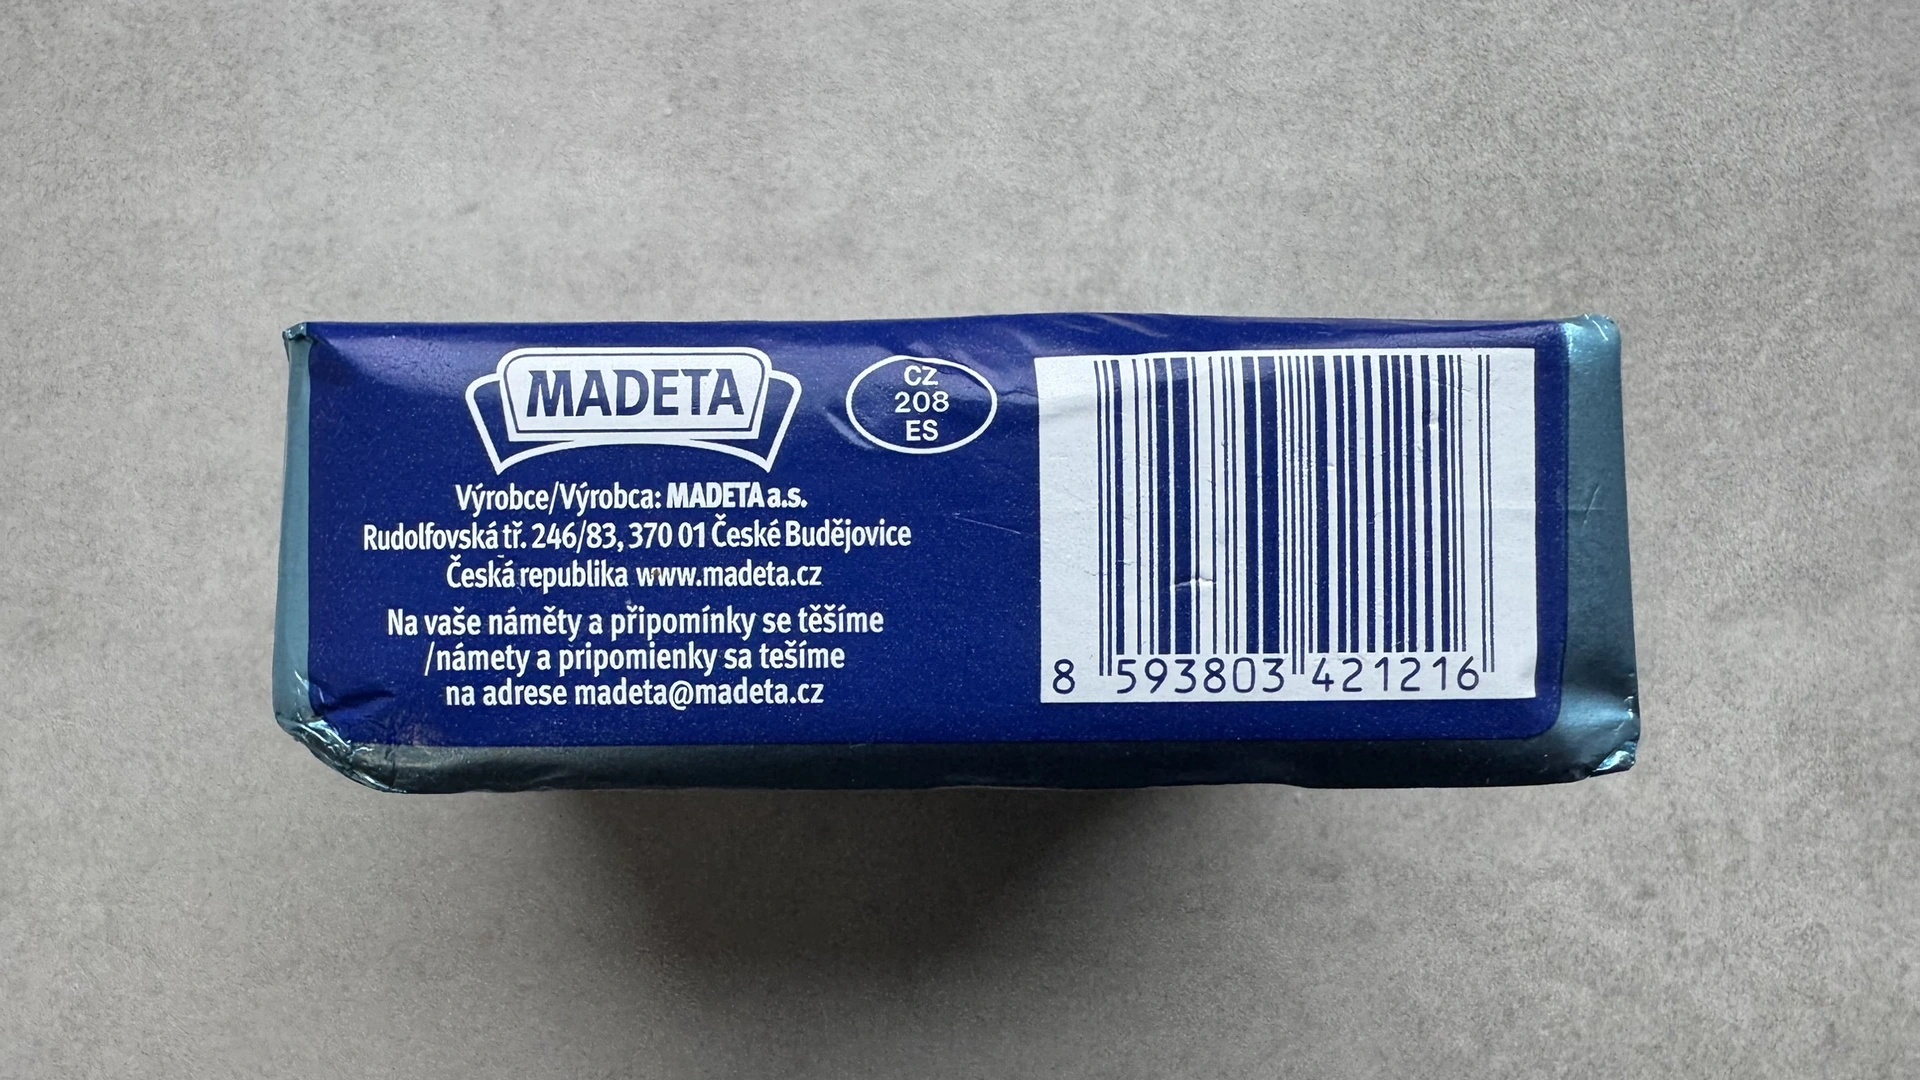 MADETA
CZ
208
ES
Výrobce/Výrobca: MADETA a.s.
Rudolfovská tř. 246/83, 370 01 České Budějovice
Česká republika www.madeta.cz
Na vaše náměty a připomínky se těšíme
/námety a pripomienky sa tešíme
na adrese madeta@madeta.cz
8 593803 421216